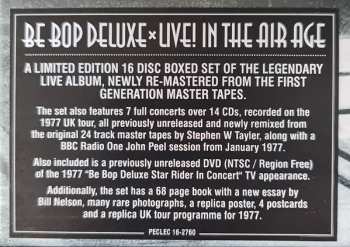 BE BOP DELUXE × LIVE! IN THE AIR AGE
A LIMITED EDITION 16 DISC BOXED SET OF THE LEGENDARY
LIVE ALBUM, NEWLY RE-MASTERED FROM THE FIRST
GENERATION MASTER TAPES.
The set also features 7 full concerts over 14 CDs, recorded on the
1977 UK tour, all previously unreleased and newly remixed from
the original 24 track master tapes by Stephen W Tayler, along with a
BBC Radio One John Peel session from January 1977.
Also included is a previously unreleased DVD (NTSC / Region Free)
of the 1977 "Be Bop Deluxe Star Rider In Concert" TV appearance.
Additionally, the set has a 68 page book with a new essay by
Bill Nelson, many rare photographs, a replica poster, 4 postcards
and a replica UK tour programme for 1977.
PECLEC 16-2760